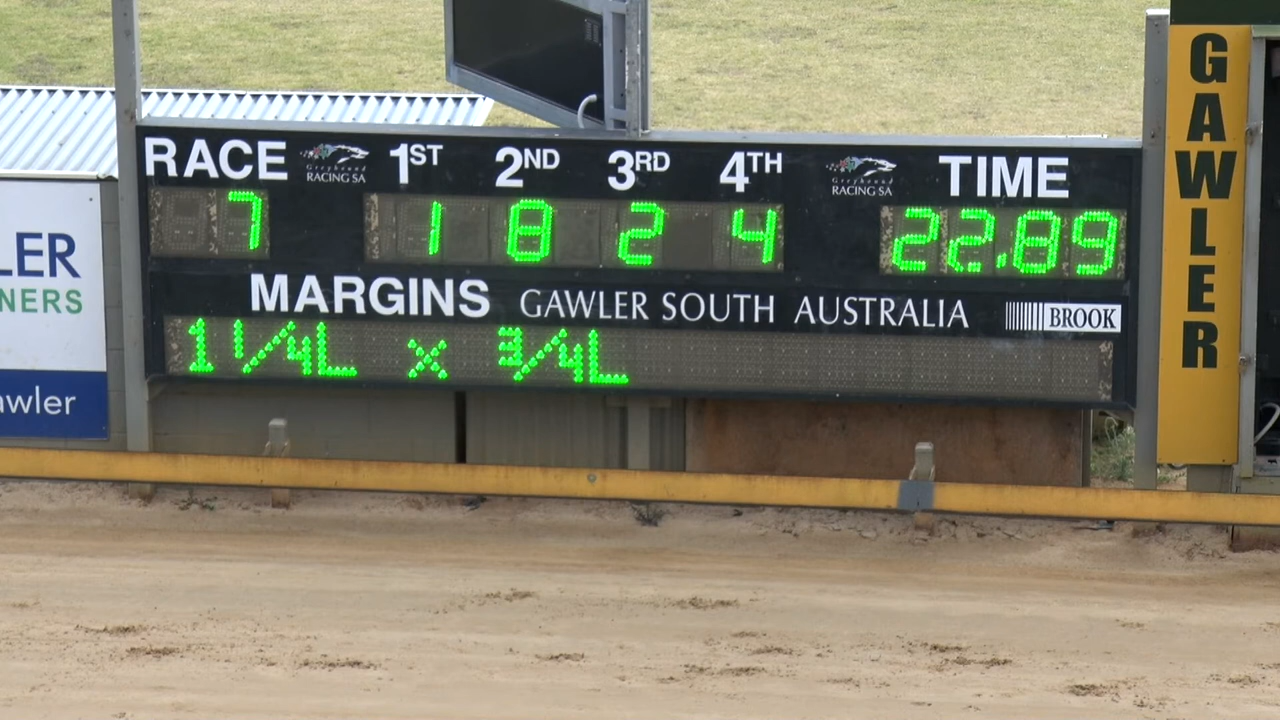 RACE Greyhound RACING SA 1ST 2ND 3RD 4TH Greyhound RACING SA TIME
7 1 8 2 4 22.89
MARGINS GAWLER SOUTH AUSTRALIA BROOK
1 1/4L x 3/4L
GAWLER
LER
NERS
awler